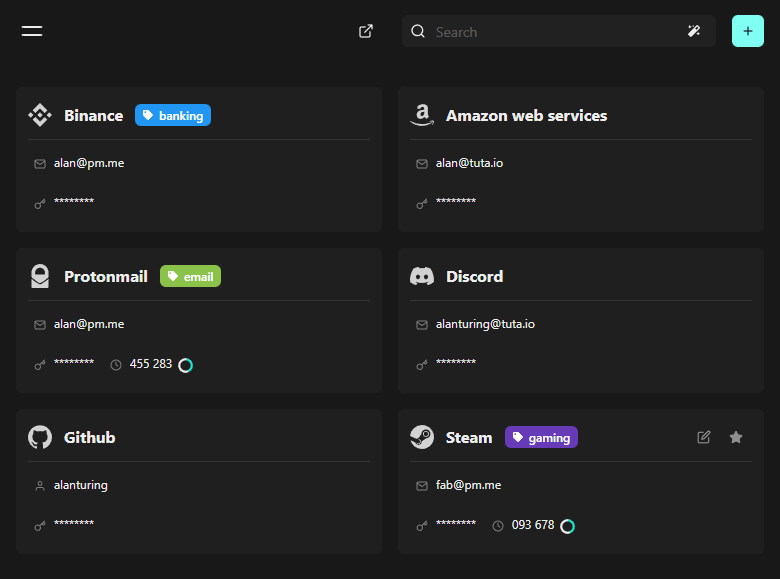 Search
Binance banking
alan@pm.me
********
Amazon web services
alan@tuta.io
********
Protonmail email
alan@pm.me
******** 455 283
Discord
alanturing@tuta.io
********
Github
alanturing
********
Steam gaming
fab@pm.me
******** 093 678